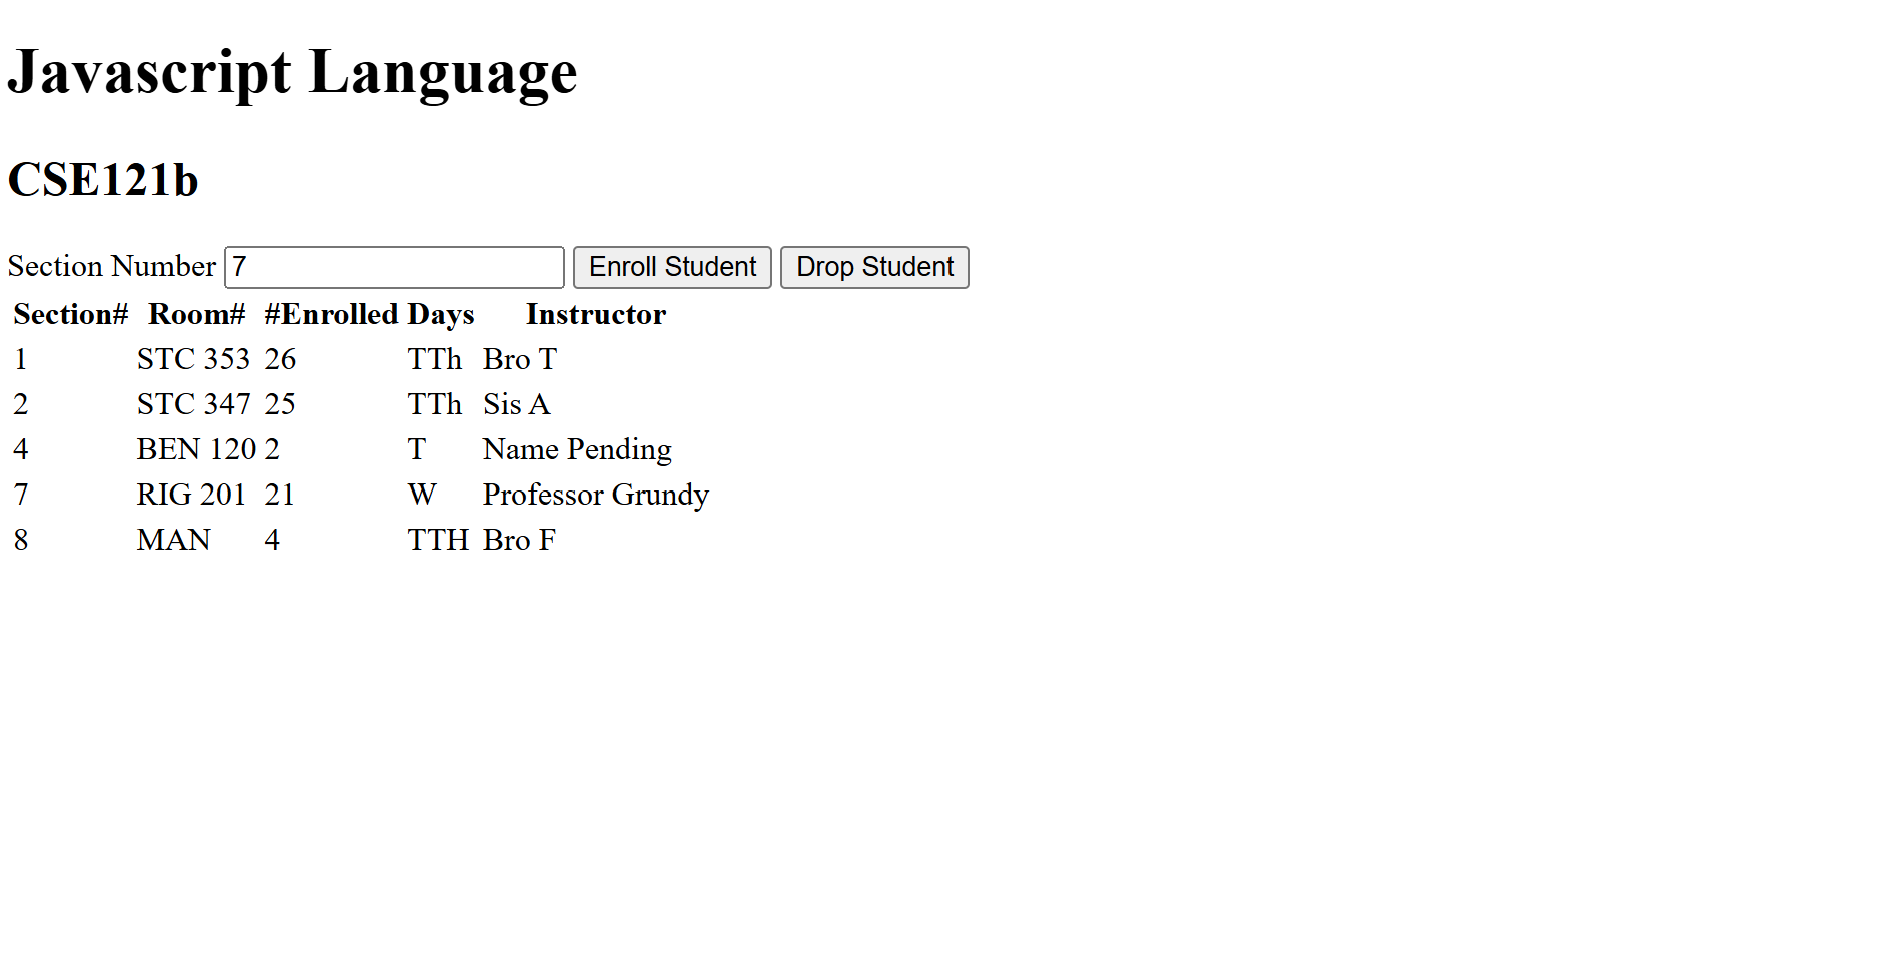 Javascript Language
CSE121b
Section Number 7 Enroll Student Drop Student
Section# Room# #Enrolled Days Instructor
1 STC 353 26 TTh Bro T
2 STC 347 25 TTh Sis A
4 BEN 120 2 T Name Pending
7 RIG 201 21 W Professor Grundy
8 MAN 4 TTH Bro F